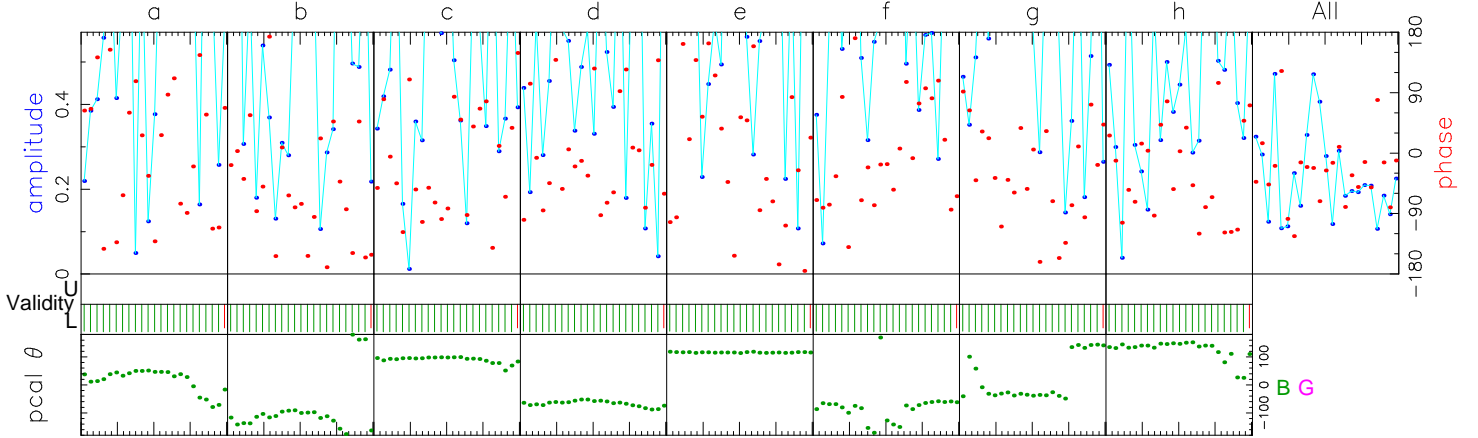 a b c d e f g h All
amplitude
0.4
0.2
0
180
90
0
−90
−180
phase
Validity
U
L
pcal θ
100
0
−100
B G